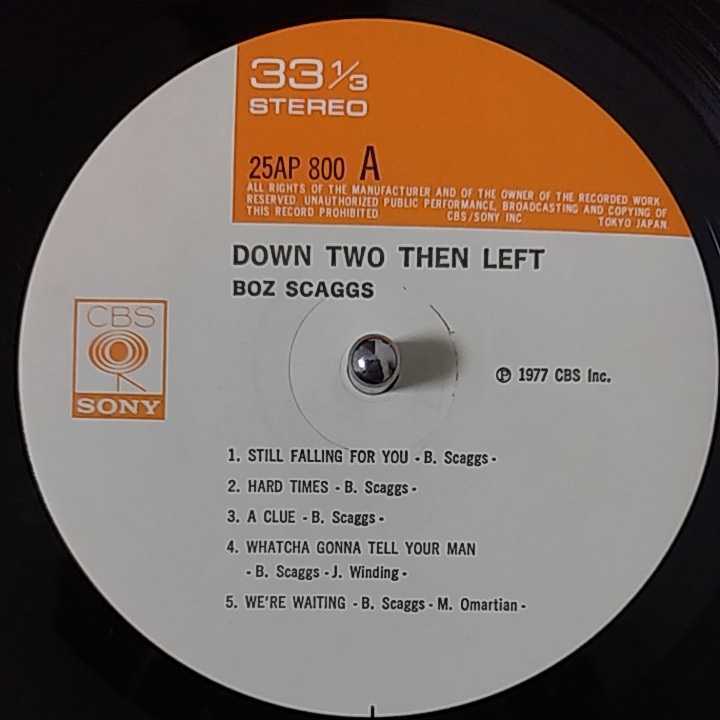 33 1/3
STEREO
25AP 800 A
ALL RIGHTS OF THE MANUFACTURER AND OF THE OWNER OF THE RECORDED WORK
RESERVED. UNAUTHORIZED PUBLIC PERFORMANCE, BROADCASTING AND COPYING OF
THIS RECORD PROHIBITED CBS/SONY INC TOKYO JAPAN.
DOWN TWO THEN LEFT
BOZ SCAGGS
CBS
SONY
℗ 1977 CBS Inc.
1. STILL FALLING FOR YOU - B. Scaggs -
2. HARD TIMES - B. Scaggs -
3. A CLUE - B. Scaggs -
4. WHATCHA GONNA TELL YOUR MAN
- B. Scaggs - J. Winding -
5. WE'RE WAITING - B. Scaggs - M. Omartian -